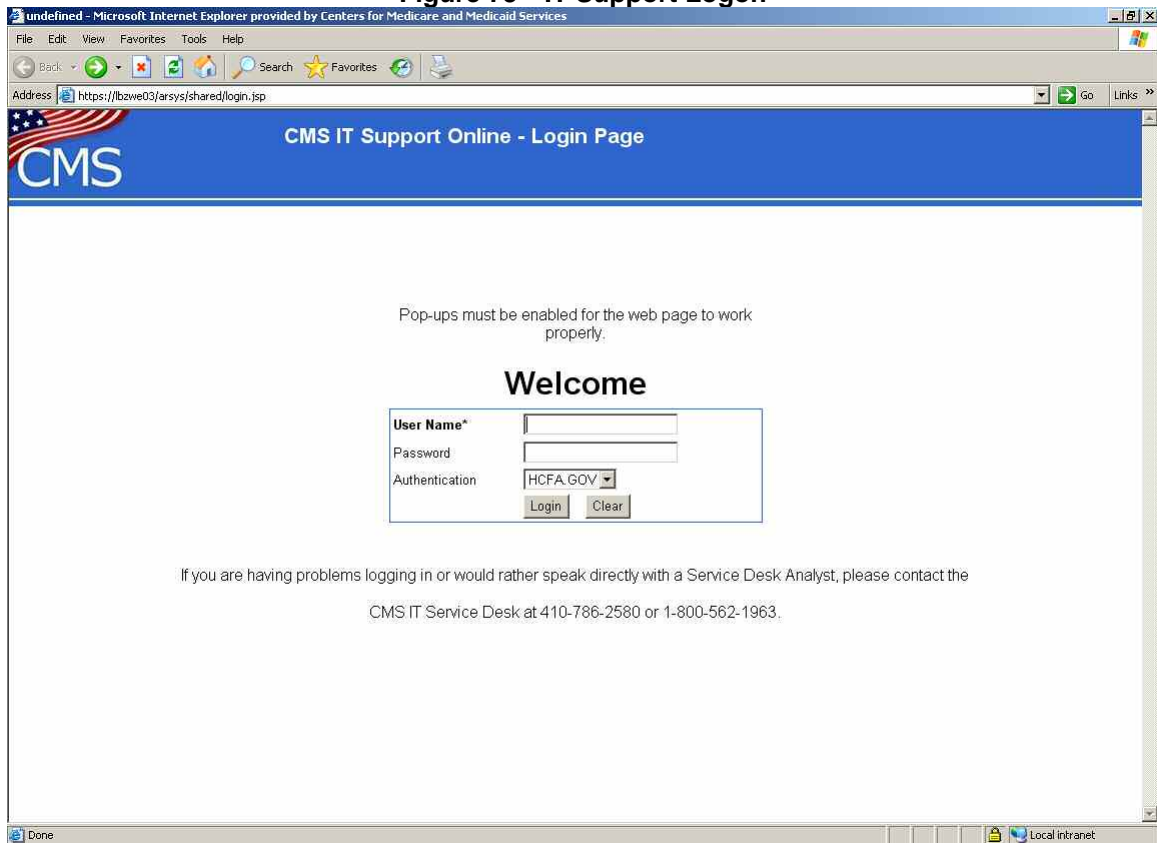 undefined - Microsoft Internet Explorer provided by Centers for Medicare and Medicaid Services
File Edit View Favorites Tools Help
Back Search Favorites
Address https://lbzwe03/arsys/shared/login.jsp Go Links »
CMS
CMS IT Support Online - Login Page
Pop-ups must be enabled for the web page to work
properly.
Welcome
User Name*
Password
Authentication HCFA.GOV
Login Clear
If you are having problems logging in or would rather speak directly with a Service Desk Analyst, please contact the
CMS IT Service Desk at 410-786-2580 or 1-800-562-1963.
Done Local intranet